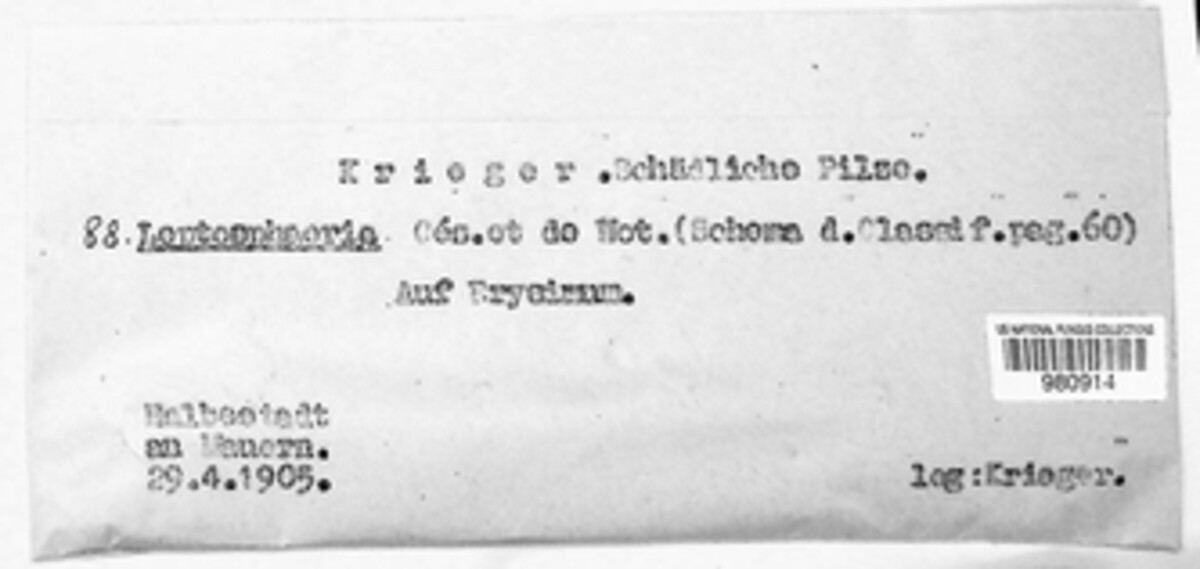 Krieger.Schädliche Pilze.
88. Leptosphaeria Cés.et de Not.(Schema d.Classif.pag.60)
Auf Erysimum.
US NATIONAL FUNGUS COLLECTIONS
980914
Halbestadt
an Mauern.
29.4.1905.
leg:Krieger.